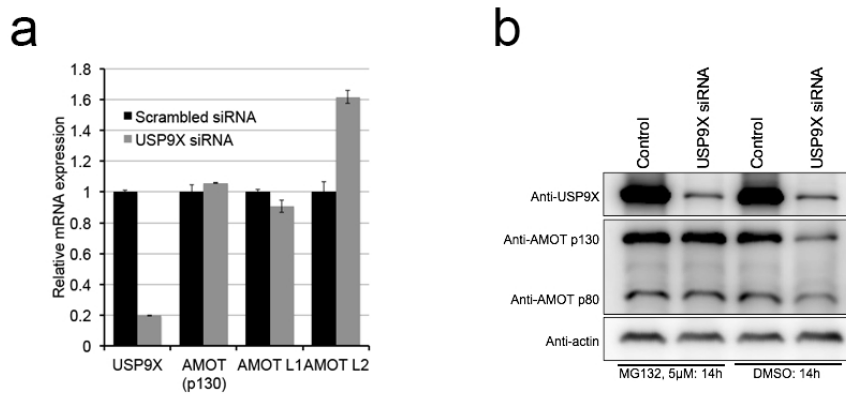 a
1.8
1.6
1.4
1.2
1
0.8
0.6
0.4
0.2
0
Relative mRNA expression
Scrambled siRNA
USP9X siRNA
USP9X
AMOT
(p130)
AMOT L1
AMOT L2
b
Control
USP9X siRNA
Control
USP9X siRNA
Anti-USP9X
Anti-AMOT p130
Anti-AMOT p80
Anti-actin
MG132, 5µM: 14h
DMSO: 14h